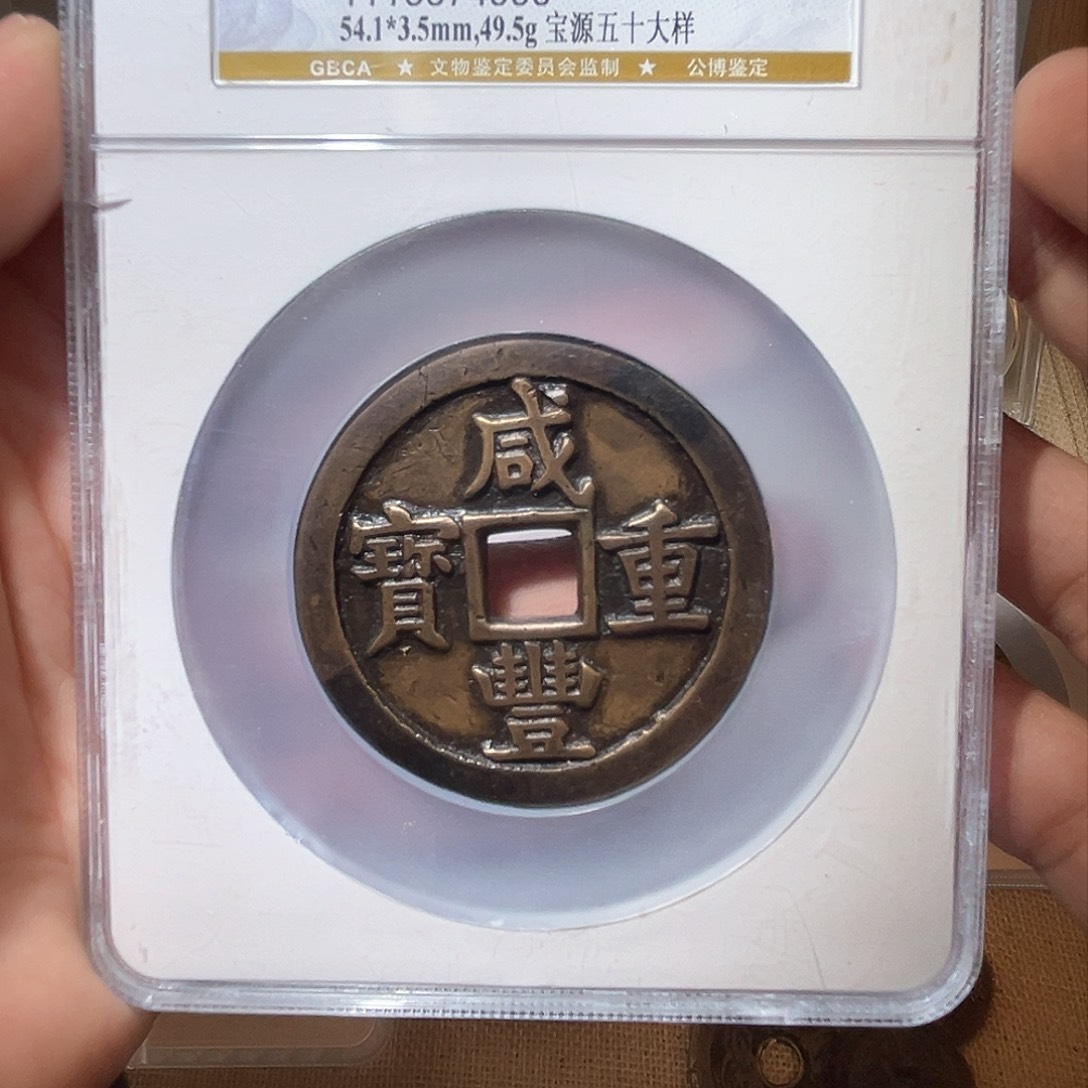 54.1*3.5mm,49.5g 宝源五十大样
GBCA ★ 文物鉴定委员会监制 ★ 公博鉴定
咸
豐
重
寶